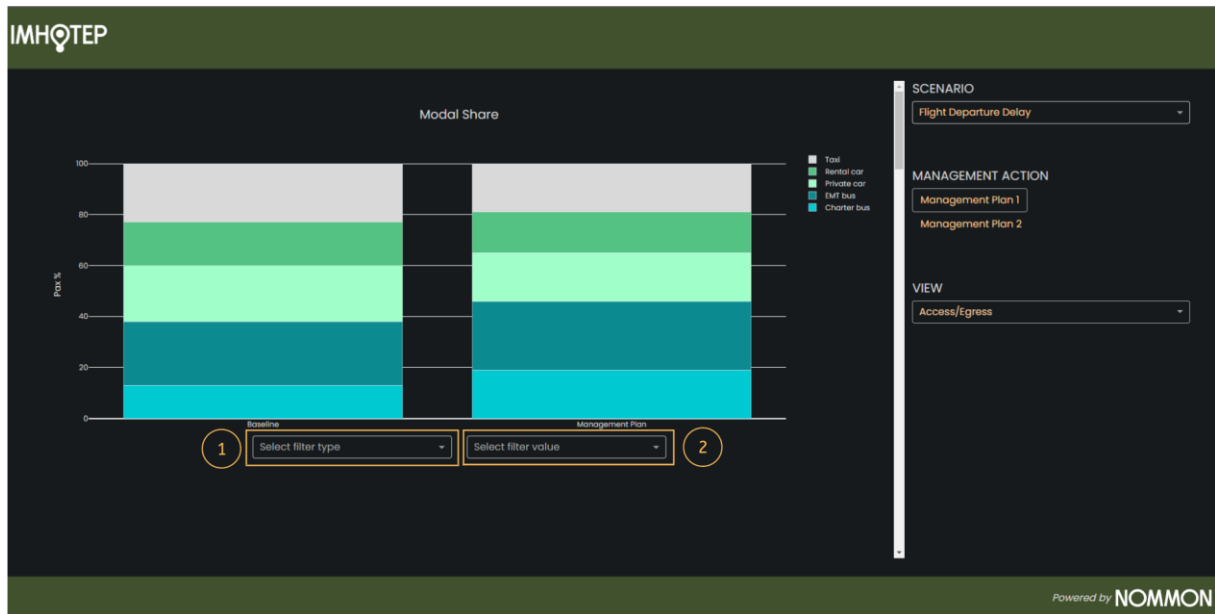 IMHOTEP
Modal Share
Pax %
100
80
60
40
20
0
Baseline
Management Plan
Taxi
Rental car
Private car
EMT bus
Charter bus
1
Select filter type
Select filter value
2
SCENARIO
Flight Departure Delay
MANAGEMENT ACTION
Management Plan 1
Management Plan 2
VIEW
Access/Egress
Powered by NOMMON